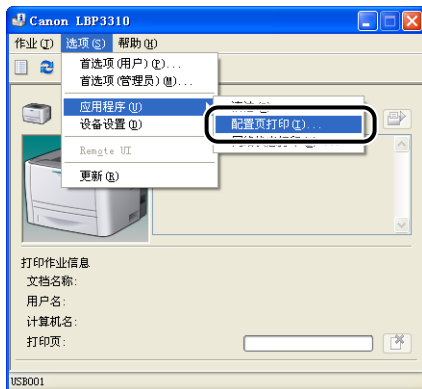 Canon LBP3310
作业(J) 选项(S) 帮助(H)
首选项(用户)(P)...
首选项(管理员)(M)...
应用程序(U)
设备设置(D)
配置页打印(I)...
Remote UI
更新(R)
打印作业信息
文档名称:
用户名:
计算机名:
打印页:
USB001